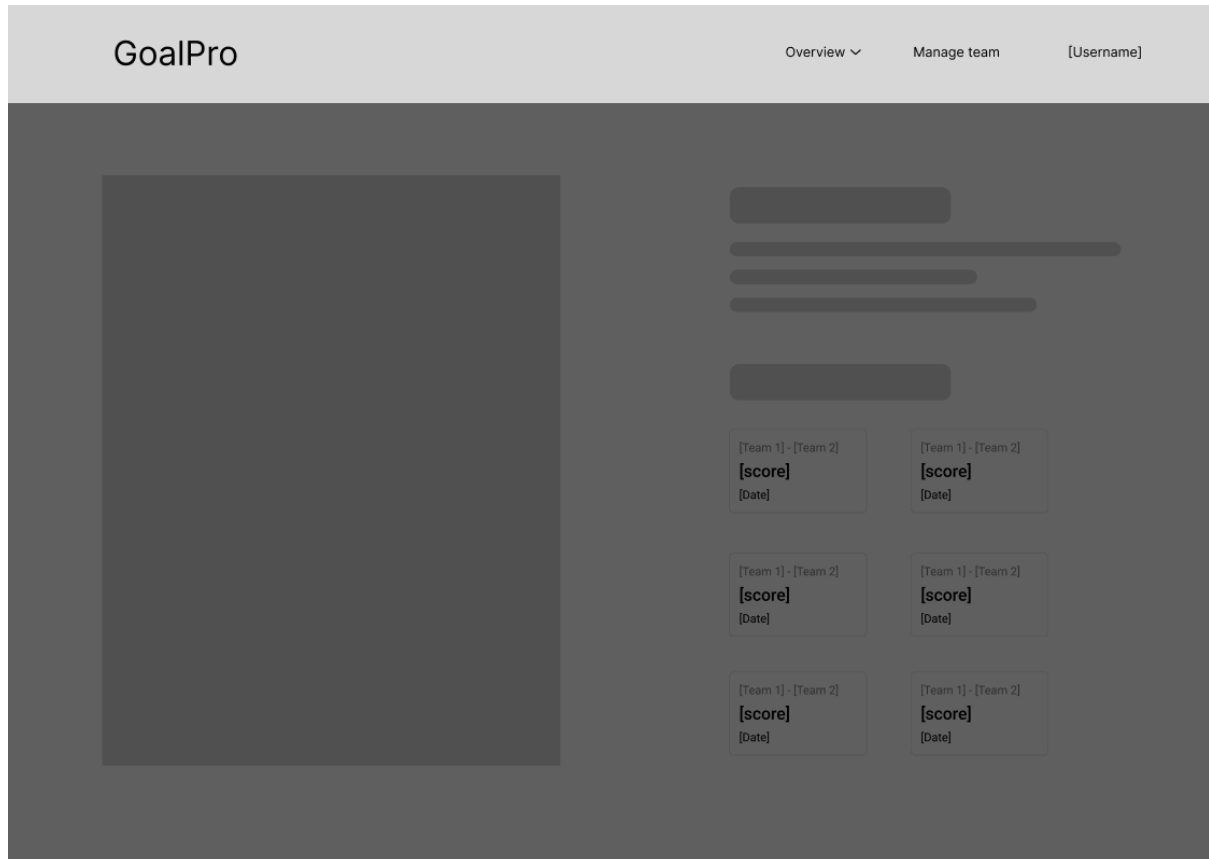 GoalPro
Overview
Manage team
[Username]
[Team 1] - [Team 2]
[score]
[Date]
[Team 1] - [Team 2]
[score]
[Date]
[Team 1] - [Team 2]
[score]
[Date]
[Team 1] - [Team 2]
[score]
[Date]
[Team 1] - [Team 2]
[score]
[Date]
[Team 1] - [Team 2]
[score]
[Date]